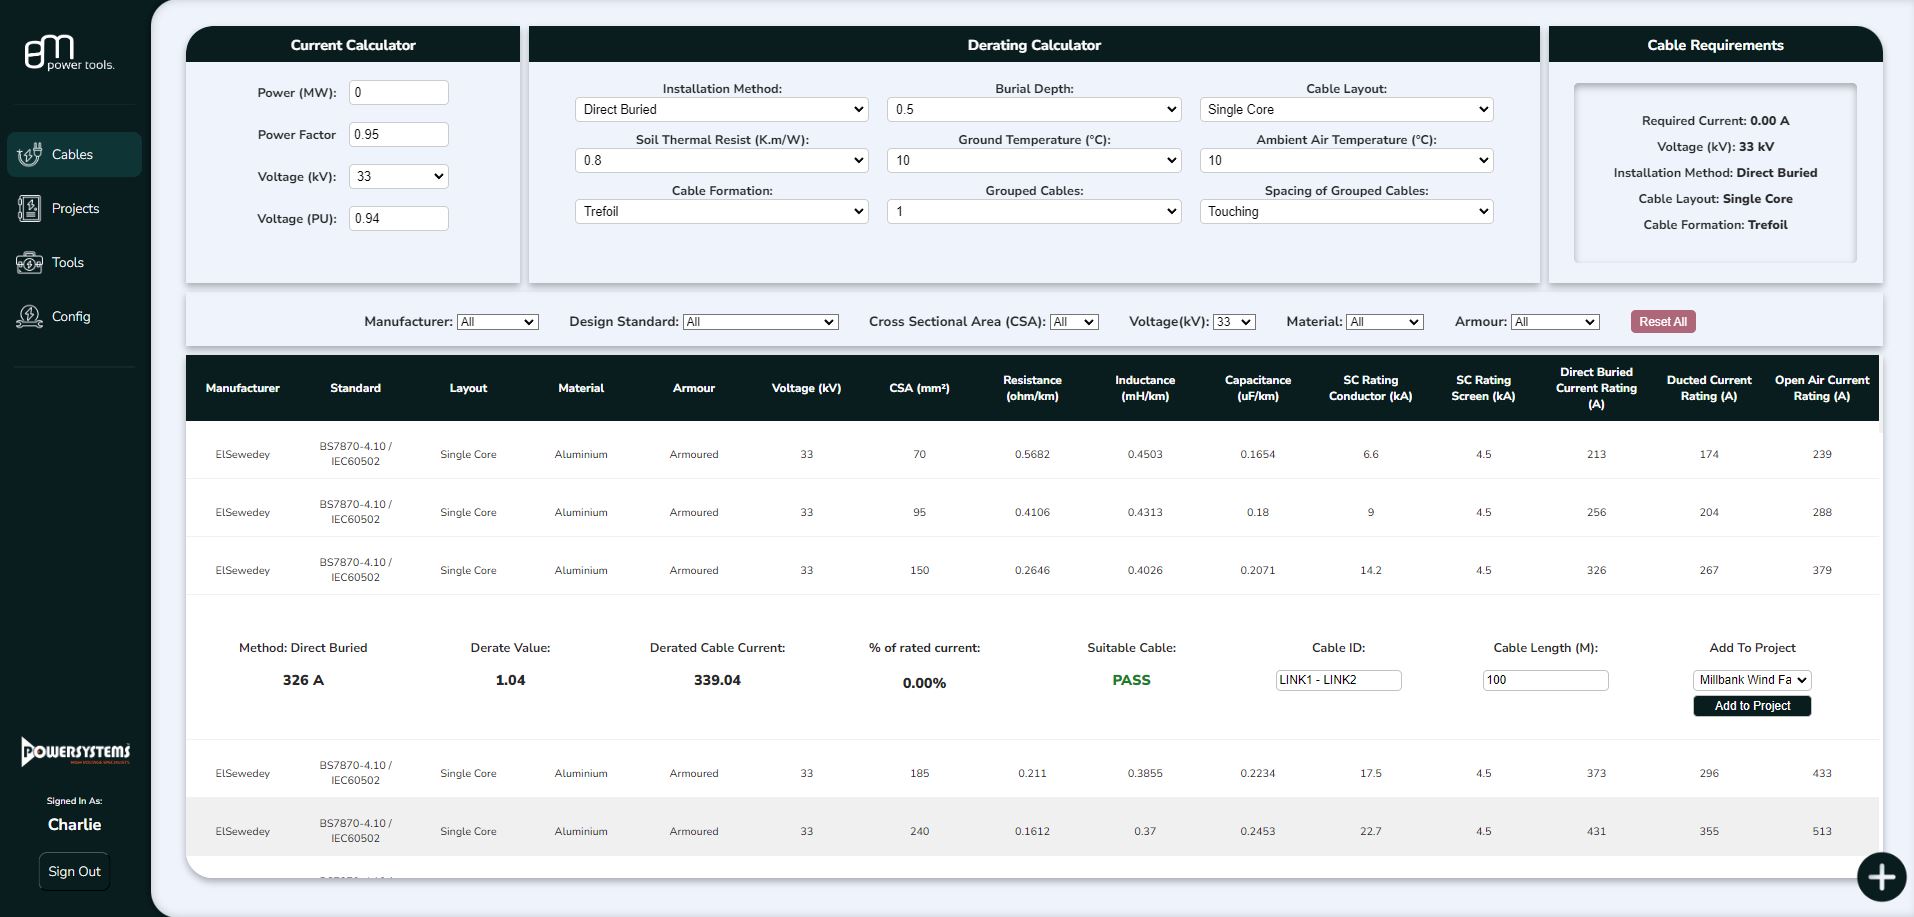 BM
power tools.
Cables
Projects
Tools
Config
POWERSYSTEMS
HIGH VOLTAGE SPECIALISTS
Signed In As:
Charlie
Sign Out
Current Calculator
Power (MW): 0
Power Factor 0.95
Voltage (kV): 33
Voltage (PU): 0.94
Derating Calculator
Installation Method: Burial Depth: Cable Layout:
Direct Buried 0.5 Single Core
Soil Thermal Resist (K.m/W): Ground Temperature (°C): Ambient Air Temperature (°C):
0.8 10 10
Cable Formation: Grouped Cables: Spacing of Grouped Cables:
Trefoil 1 Touching
Cable Requirements
Required Current: 0.00 A
Voltage (kV): 33 kV
Installation Method: Direct Buried
Cable Layout: Single Core
Cable Formation: Trefoil
Manufacturer: All Design Standard: All Cross Sectional Area (CSA): All Voltage(kV): 33 Material: All Armour: All Reset All
Manufacturer Standard Layout Material Armour Voltage (kV) CSA (mm²) Resistance (ohm/km) Inductance (mH/km) Capacitance (uF/km) SC Rating Conductor (kA) SC Rating Screen (kA) Direct Buried Current Rating (A) Ducted Current Rating (A) Open Air Current Rating (A)
ElSewedey BS7870-4.10 / IEC60502 Single Core Aluminium Armoured 33 70 0.5682 0.4503 0.1654 6.6 4.5 213 174 239
ElSewedey BS7870-4.10 / IEC60502 Single Core Aluminium Armoured 33 95 0.4106 0.4313 0.18 9 4.5 256 204 288
ElSewedey BS7870-4.10 / IEC60502 Single Core Aluminium Armoured 33 150 0.2646 0.4026 0.2071 14.2 4.5 326 267 379
Method: Direct Buried Derate Value: Derated Cable Current: % of rated current: Suitable Cable: Cable ID: Cable Length (M): Add To Project
326 A 1.04 339.04 0.00% PASS LINK1 - LINK2 100 Millbank Wind Fa
Add to Project
ElSewedey BS7870-4.10 / IEC60502 Single Core Aluminium Armoured 33 185 0.211 0.3855 0.2234 17.5 4.5 373 296 433
ElSewedey BS7870-4.10 / IEC60502 Single Core Aluminium Armoured 33 240 0.1612 0.37 0.2453 22.7 4.5 431 355 513